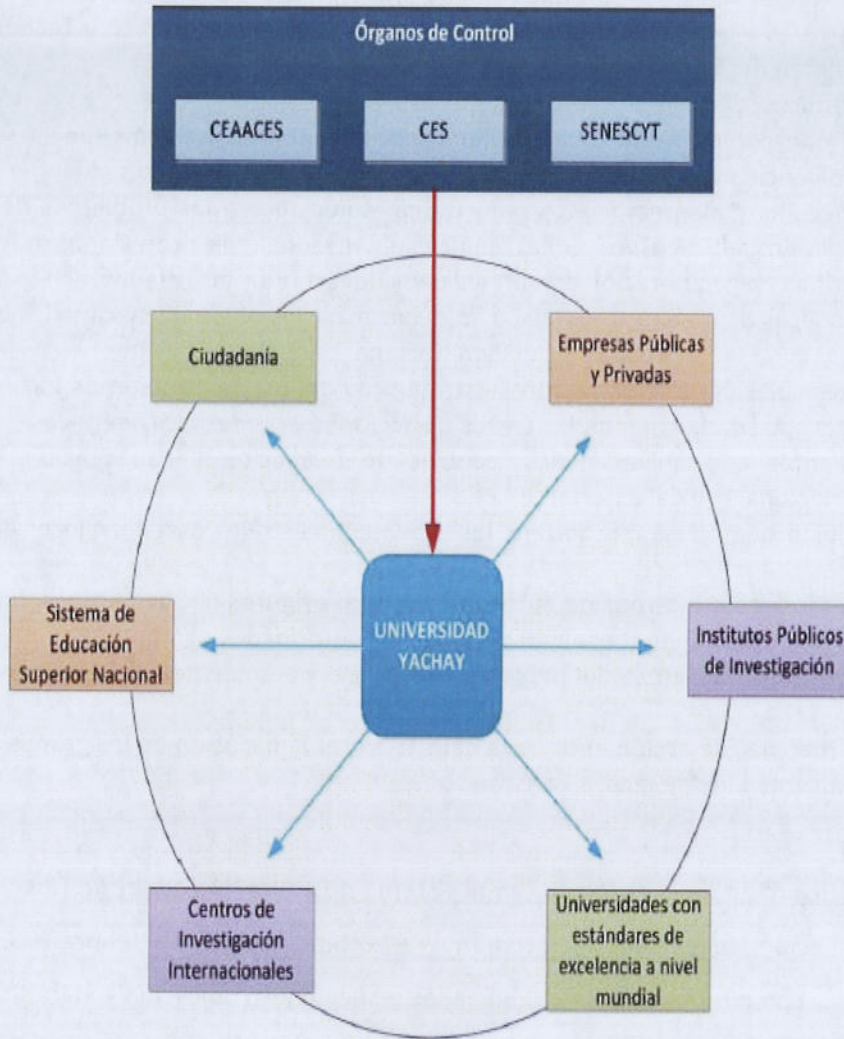 Órganos de Control
CEAACES
CES
SENESCYT
Ciudadanía
Empresas Públicas
y Privadas
Sistema de
Educación
Superior Nacional
UNIVERSIDAD
YACHAY
Institutos Públicos
de Investigación
Centros de
Investigación
Internacionales
Universidades con
estándares de
excelencia a nivel
mundial